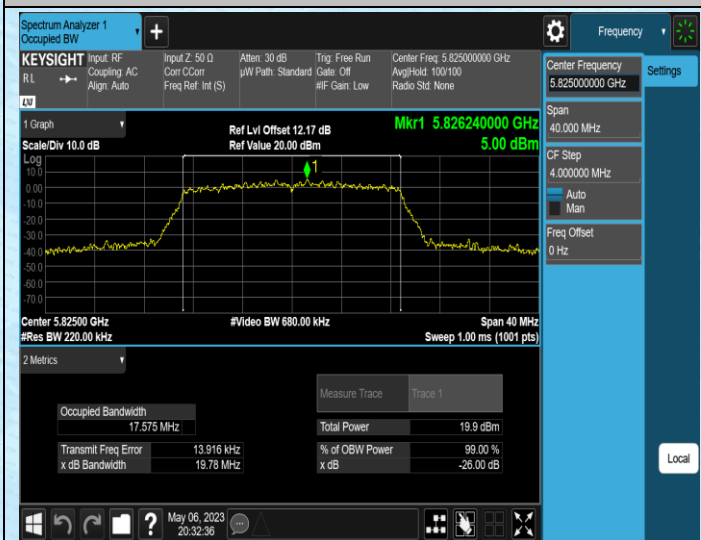 Spectrum Analyzer 1
Occupied BW
Frequency
KEYSIGHT
R L
LXI
Input: RF
Coupling: AC
Align: Auto
Input Z: 50 Ω
Corr CCorr
Freq Ref: Int (S)
Atten: 30 dB
µW Path: Standard
Trig: Free Run
Gate: Off
#IF Gain: Low
Center Freq: 5.825000000 GHz
Avg|Hold: 100/100
Radio Std: None
Center Frequency
5.825000000 GHz
Settings
Span
40.000 MHz
CF Step
4.000000 MHz
Auto
Man
Freq Offset
0 Hz
1 Graph
Scale/Div 10.0 dB
Ref Lvl Offset 12.17 dB
Ref Value 20.00 dBm
Mkr1 5.826240000 GHz
5.00 dBm
Log
10.0
0.00
-10.0
-20.0
-30.0
-40.0
-50.0
-60.0
-70.0
1
Center 5.82500 GHz
#Video BW 680.00 kHz
Span 40 MHz
#Res BW 220.00 kHz
Sweep 1.00 ms (1001 pts)
2 Metrics
Measure Trace
Trace 1
Occupied Bandwidth
17.575 MHz
Total Power
19.9 dBm
Transmit Freq Error
13.916 kHz
% of OBW Power
99.00 %
x dB Bandwidth
19.78 MHz
x dB
-26.00 dB
Local
?
May 06, 2023
20:32:36